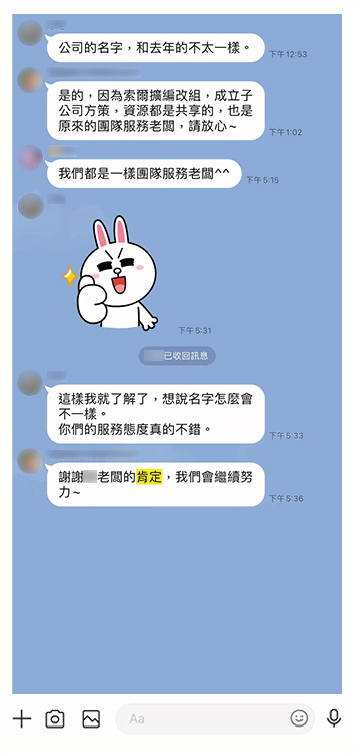 公司的名字，和去年的不太一樣。
下午12:53
是的，因為索爾擴編改組，成立子
公司方策，資源都是共享的，也是
原來的團隊服務老闆，請放心~
下午1:02
我們都是一樣團隊服務老闆^^
下午5:15
下午5:31
已收回訊息
這樣我就了解了，想說名字怎麼會
不一樣。
你們的服務態度真的不錯。
下午5:33
謝謝 老闆的肯定，我們會繼續努
力~
下午5:36
Aa